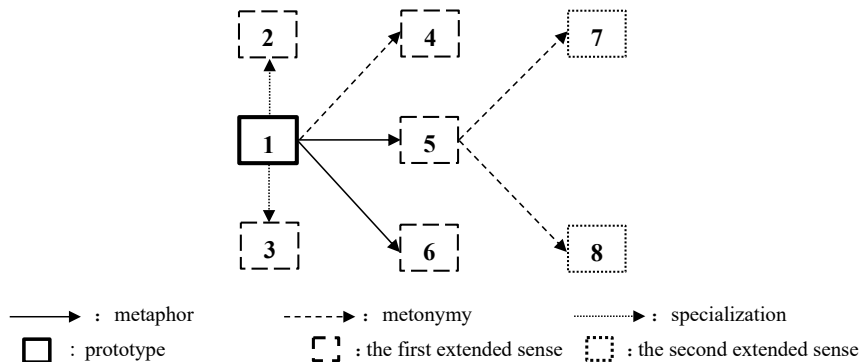 2 4 7
1 5
3 6 8
: metaphor : metonymy : specialization
: prototype : the first extended sense : the second extended sense